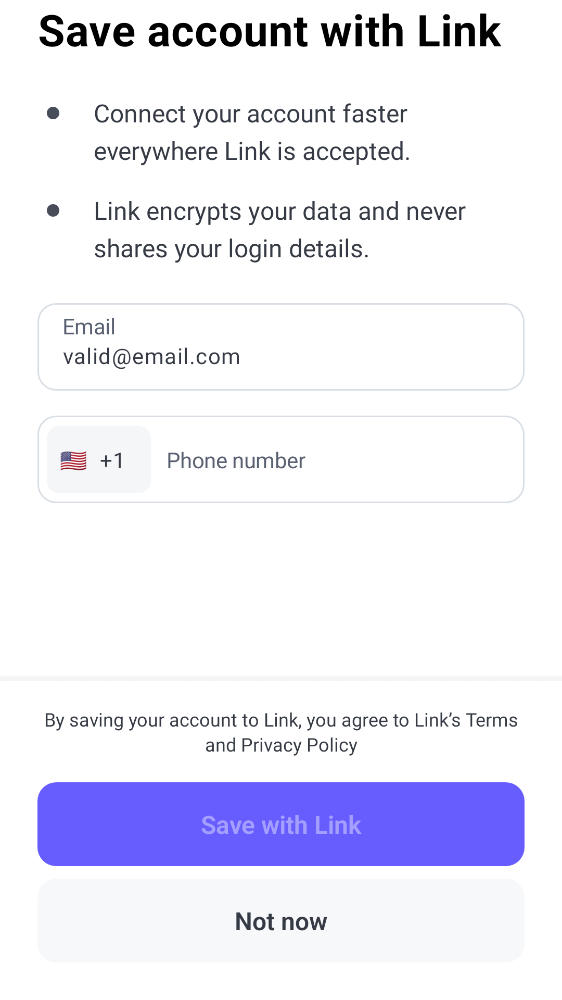 Save account with Link
Connect your account faster
everywhere Link is accepted.
Link encrypts your data and never
shares your login details.
Email
valid@email.com
+1 Phone number
By saving your account to Link, you agree to Link’s Terms
and Privacy Policy
Save with Link
Not now